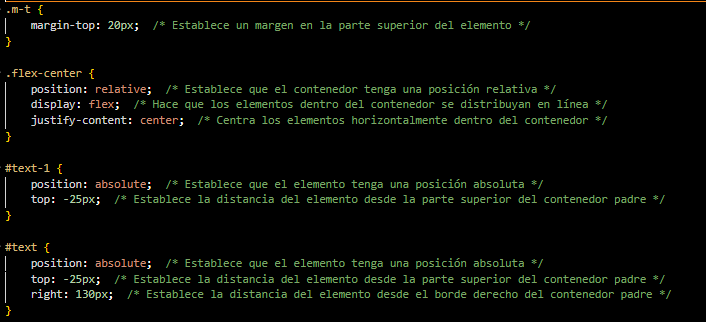 .m-t {
margin-top: 20px; /* Establece un margen en la parte superior del elemento */
}
.flex-center {
position: relative; /* Establece que el contenedor tenga una posición relativa */
display: flex; /* Hace que los elementos dentro del contenedor se distribuyan en línea */
justify-content: center; /* Centra los elementos horizontalmente dentro del contenedor */
}
#text-1 {
position: absolute; /* Establece que el elemento tenga una posición absoluta */
top: -25px; /* Establece la distancia del elemento desde la parte superior del contenedor padre */
}
#text {
position: absolute; /* Establece que el elemento tenga una posición absoluta */
top: -25px; /* Establece la distancia del elemento desde la parte superior del contenedor padre */
right: 130px; /* Establece la distancia del elemento desde el borde derecho del contenedor padre */
}